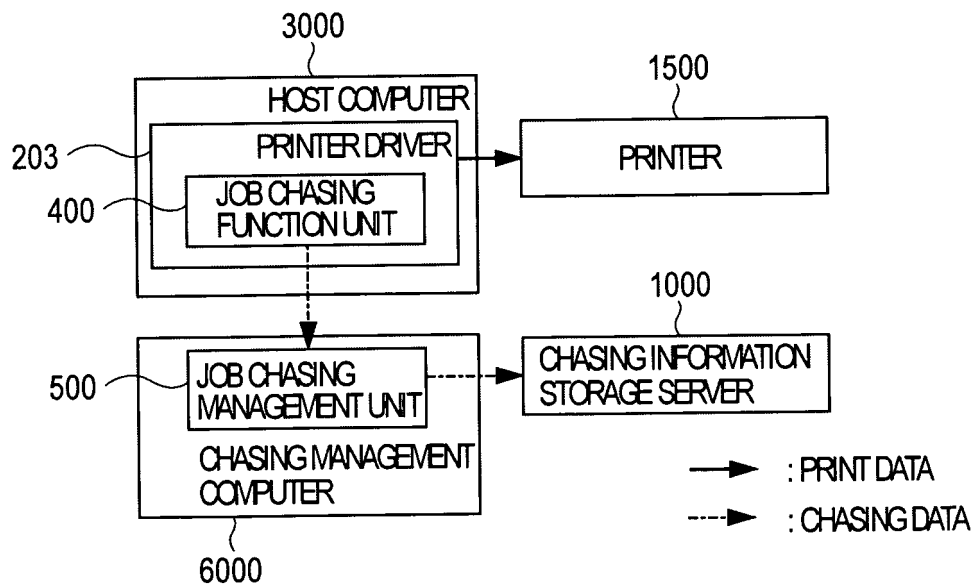 3000
HOST COMPUTER
203
PRINTER DRIVER
400
JOB CHASING
FUNCTION UNIT
1500
PRINTER
500
JOB CHASING
MANAGEMENT UNIT
CHASING MANAGEMENT
COMPUTER
6000
1000
CHASING INFORMATION
STORAGE SERVER
: PRINT DATA
: CHASING DATA